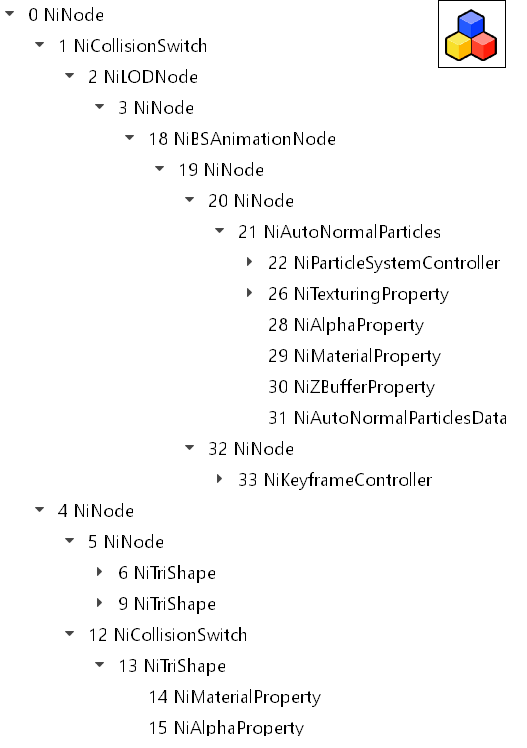 0 NiNode
1 NiCollisionSwitch
2 NiLODNode
3 NiNode
18 NiBSAnimationNode
19 NiNode
20 NiNode
21 NiAutoNormalParticles
22 NiParticleSystemController
26 NiTexturingProperty
28 NiAlphaProperty
29 NiMaterialProperty
30 NiZBufferProperty
31 NiAutoNormalParticlesData
32 NiNode
33 NiKeyframeController
4 NiNode
5 NiNode
6 NiTriShape
9 NiTriShape
12 NiCollisionSwitch
13 NiTriShape
14 NiMaterialProperty
15 NiAlphaProperty